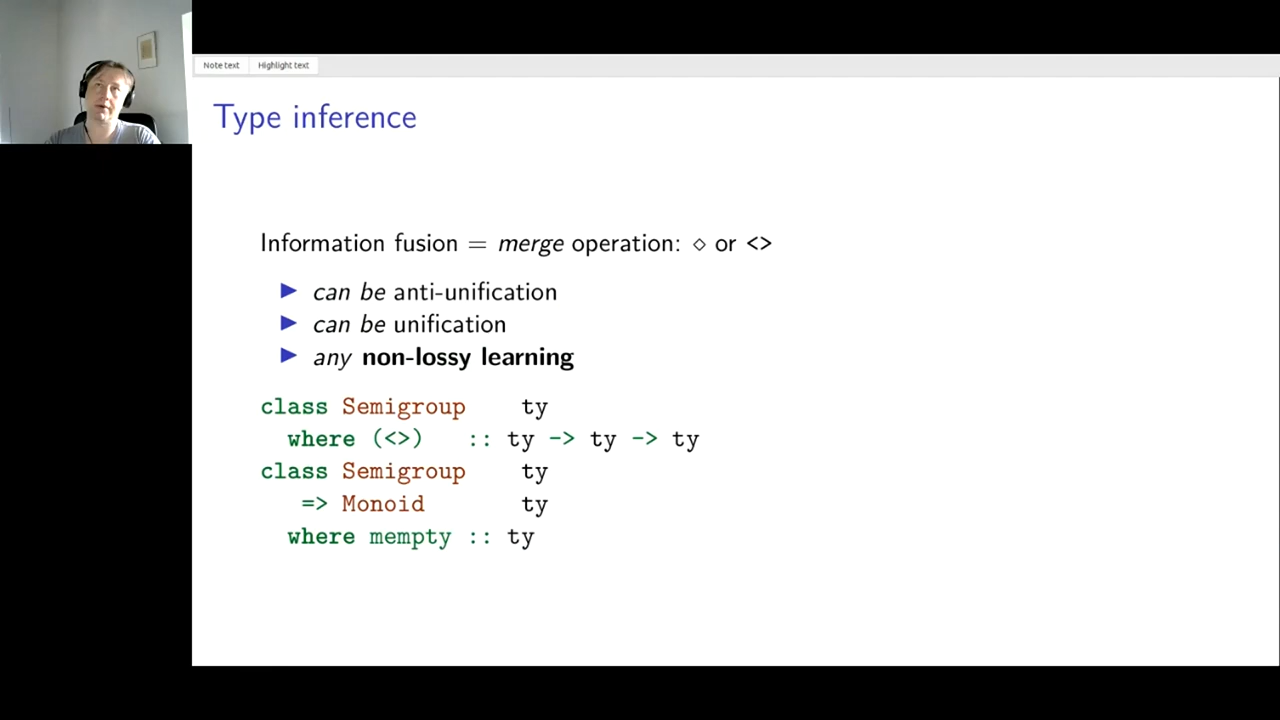 Note text Highlight text
Type inference
Information fusion = merge operation: ⋄ or <>
▶ can be anti-unification
▶ can be unification
▶ any non-lossy learning
class Semigroup    ty
  where (<>)   :: ty -> ty -> ty
class Semigroup    ty
   => Monoid       ty
  where mempty :: ty